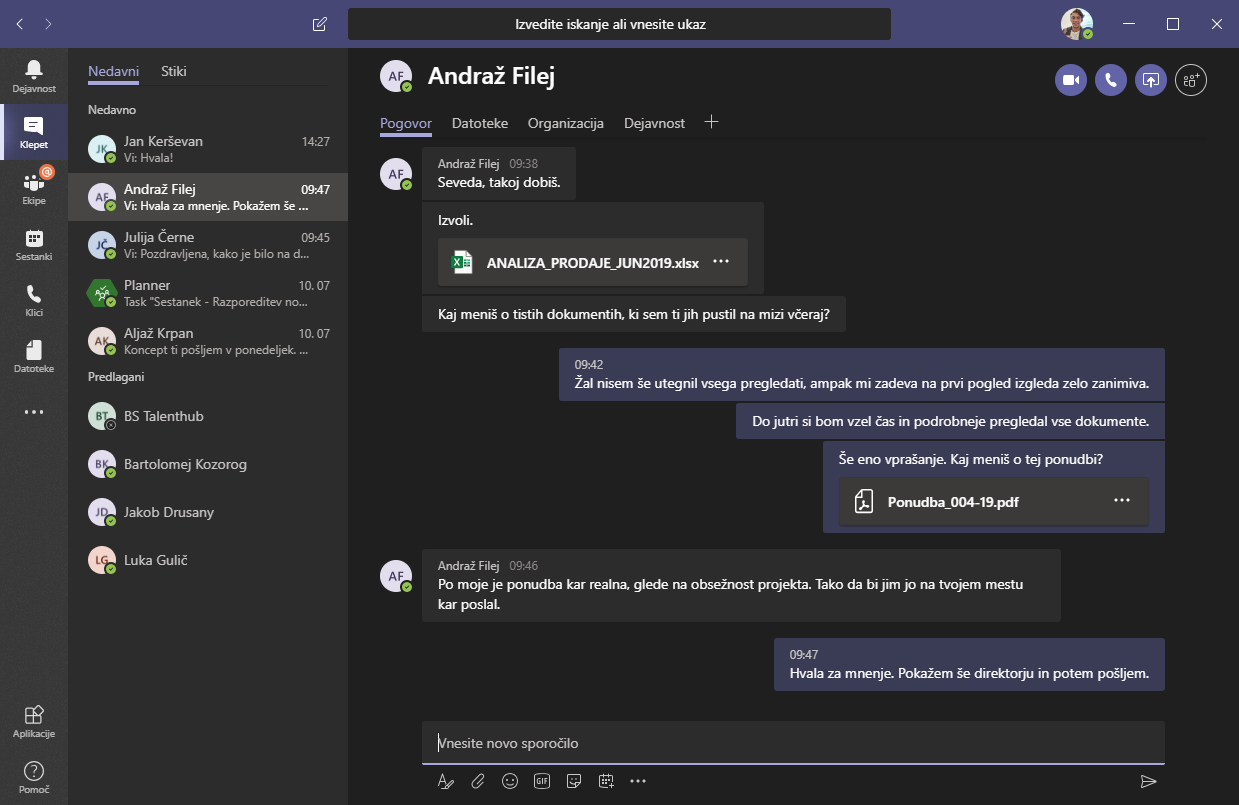 Izvedite iskanje ali vnesite ukaz
Dejavnost
Klepet
@
Ekipe
Sestanki
Klici
Datoteke
Aplikacije
Pomoč
Nedavni Stiki
Nedavno
JK Jan Kerševan 14:27
Vi: Hvala!
AF Andraž Filej 09:47
Vi: Hvala za mnenje. Pokažem še ...
JČ Julija Černe 09:45
Vi: Pozdravljena, kako je bilo na d...
Planner 10. 07
Task "Sestanek - Razporeditev no...
AK Aljaž Krpan 10. 07
Koncept ti pošljem v ponedeljek. ...
Predlagani
BT BS Talenthub
BK Bartolomej Kozorog
JD Jakob Drusany
LG Luka Gulič
AF Andraž Filej
Pogovor Datoteke Organizacija Dejavnost
AF Andraž Filej 09:38
Seveda, takoj dobiš.
Izvoli.
ANALIZA_PRODAJE_JUN2019.xlsx
Kaj meniš o tistih dokumentih, ki sem ti jih pustil na mizi včeraj?
09:42
Žal nisem še utegnil vsega pregledati, ampak mi zadeva na prvi pogled izgleda zelo zanimiva.
Do jutri si bom vzel čas in podrobneje pregledal vse dokumente.
Še eno vprašanje. Kaj meniš o tej ponudbi?
Ponudba_004-19.pdf
AF Andraž Filej 09:46
Po moje je ponudba kar realna, glede na obsežnost projekta. Tako da bi jim jo na tvojem mestu
kar poslal.
09:47
Hvala za mnenje. Pokažem še direktorju in potem pošljem.
Vnesite novo sporočilo
GIF